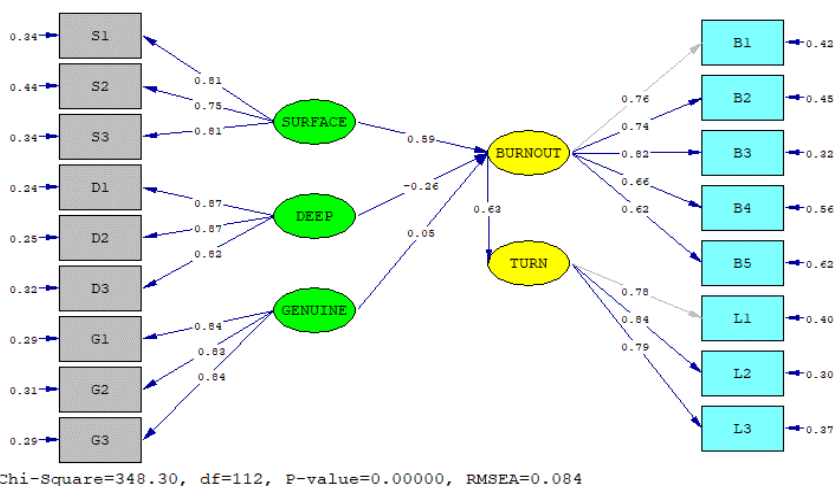 0.34 S1
0.44 S2
0.34 S3
0.24 D1
0.25 D2
0.32 D3
0.29 G1
0.31 G2
0.29 G3
0.81
0.75
0.81
0.87
0.87
0.82
0.84
0.83
0.84
SURFACE
DEEP
GENUINE
0.59
-0.26
0.05
BURNOUT
0.63
TURN
0.76
0.74
0.82
0.66
0.62
0.78
0.84
0.79
B1 0.42
B2 0.45
B3 0.32
B4 0.56
B5 0.62
L1 0.40
L2 0.30
L3 0.37
Chi-Square=348.30, df=112, P-value=0.00000, RMSEA=0.084